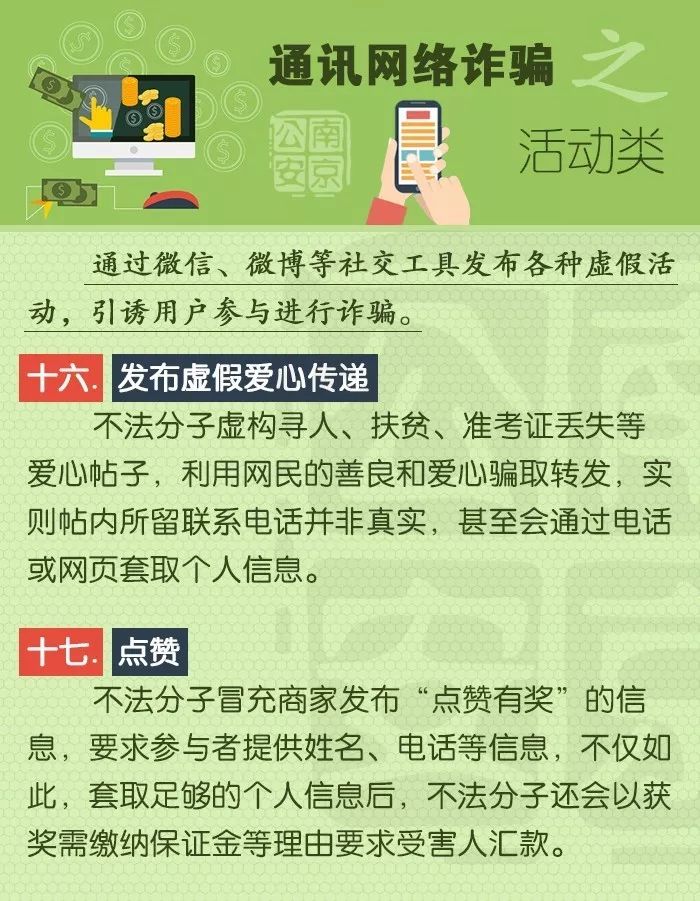 通讯网络诈骗之
活动类
南京
公安
通过微信、微博等社交工具发布各种虚假活
动，引诱用户参与进行诈骗。
十六. 发布虚假爱心传递
不法分子虚构寻人、扶贫、准考证丢失等
爱心帖子，利用网民的善良和爱心骗取转发，实
则帖内所留联系电话并非真实，甚至会通过电话
或网页套取个人信息。
十七. 点赞
不法分子冒充商家发布“点赞有奖”的信
息，要求参与者提供姓名、电话等信息，不仅如
此，套取足够的个人信息后，不法分子还会以获
奖需缴纳保证金等理由要求受害人汇款。